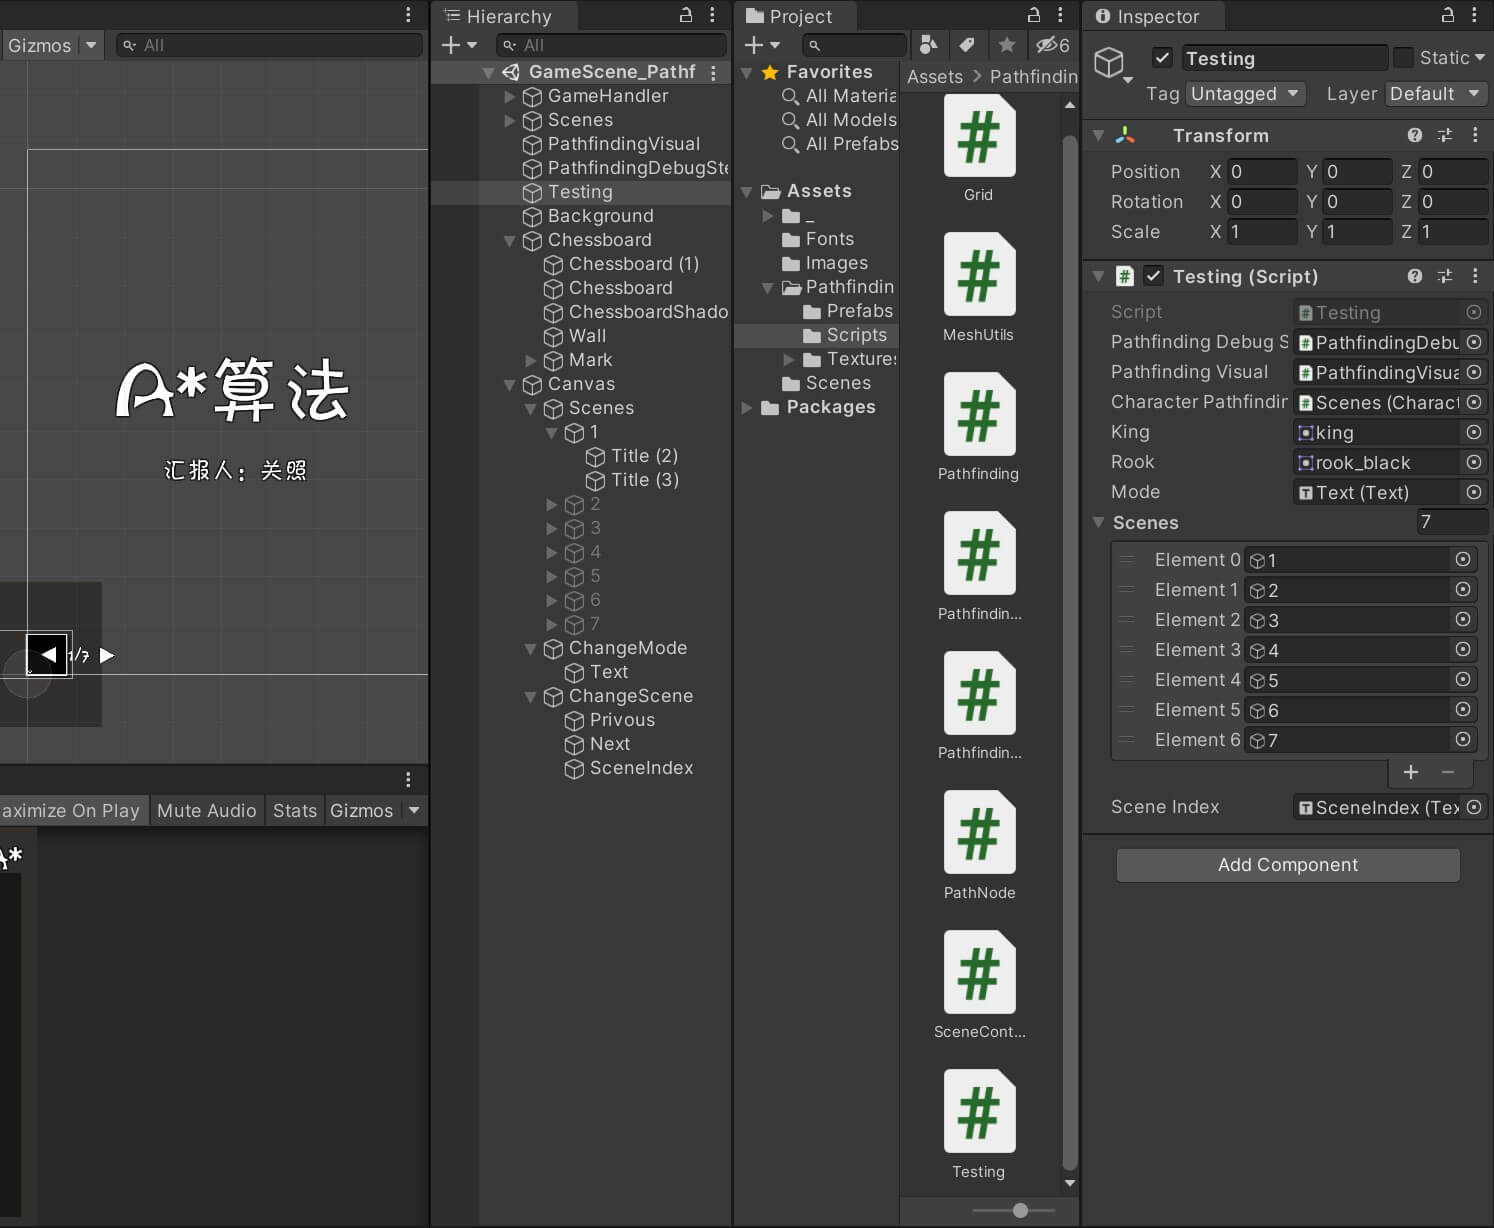 Gizmos
All
A*算法
汇报人：关照
1/7
aximize On Play
Mute Audio
Stats
Gizmos
A*
Hierarchy
All
GameScene_Pathf
GameHandler
Scenes
PathfindingVisual
PathfindingDebugSte
Testing
Background
Chessboard
Chessboard (1)
Chessboard
ChessboardShado
Wall
Mark
Canvas
Scenes
1
Title (2)
Title (3)
2
3
4
5
6
7
ChangeMode
Text
ChangeScene
Privous
Next
SceneIndex
Project
6
Favorites
All Materia
All Models
All Prefabs
Assets
_
Fonts
Images
Pathfindin
Prefabs
Scripts
Textures
Scenes
Packages
Assets > Pathfindin
Grid
MeshUtils
Pathfinding
Pathfindin...
Pathfindin...
PathNode
SceneCont...
Testing
Inspector
Testing
Static
Tag Untagged Layer Default
Transform
Position X 0 Y 0 Z 0
Rotation X 0 Y 0 Z 0
Scale X 1 Y 1 Z 1
Testing (Script)
Script Testing
Pathfinding Debug S PathfindingDebu
Pathfinding Visual PathfindingVisua
Character Pathfindin Scenes (Charact
King king
Rook rook_black
Mode Text (Text)
Scenes 7
Element 0 1
Element 1 2
Element 2 3
Element 3 4
Element 4 5
Element 5 6
Element 6 7
Scene Index SceneIndex (Tex
Add Component